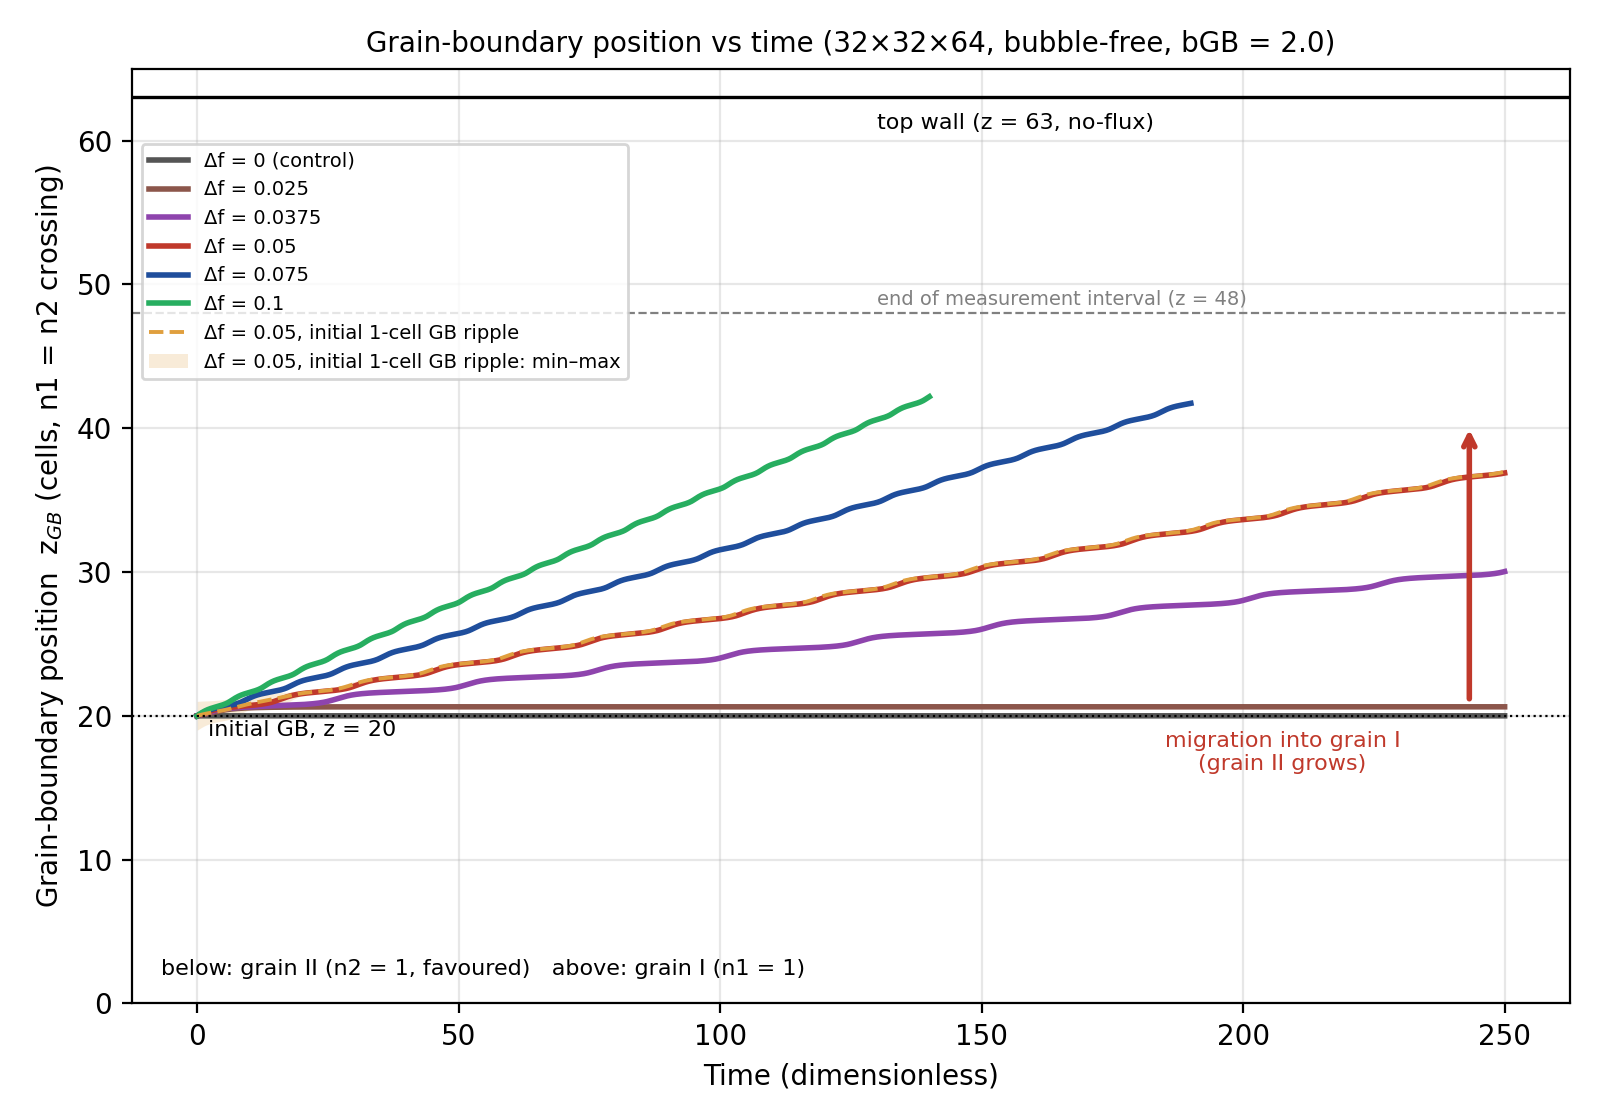 Grain-boundary position vs time (32×32×64, bubble-free, bGB = 2.0)
top wall (z = 63, no-flux)
Δf = 0 (control)
Δf = 0.025
Δf = 0.0375
Δf = 0.05
Δf = 0.075
Δf = 0.1
Δf = 0.05, initial 1-cell GB ripple
Δf = 0.05, initial 1-cell GB ripple: min–max
end of measurement interval (z = 48)
initial GB, z = 20
migration into grain I
(grain II grows)
below: grain II (n2 = 1, favoured)   above: grain I (n1 = 1)
Grain-boundary position  z_GB (cells, n1 = n2 crossing)
60
50
40
30
20
10
0
0 50 100 150 200 250
Time (dimensionless)